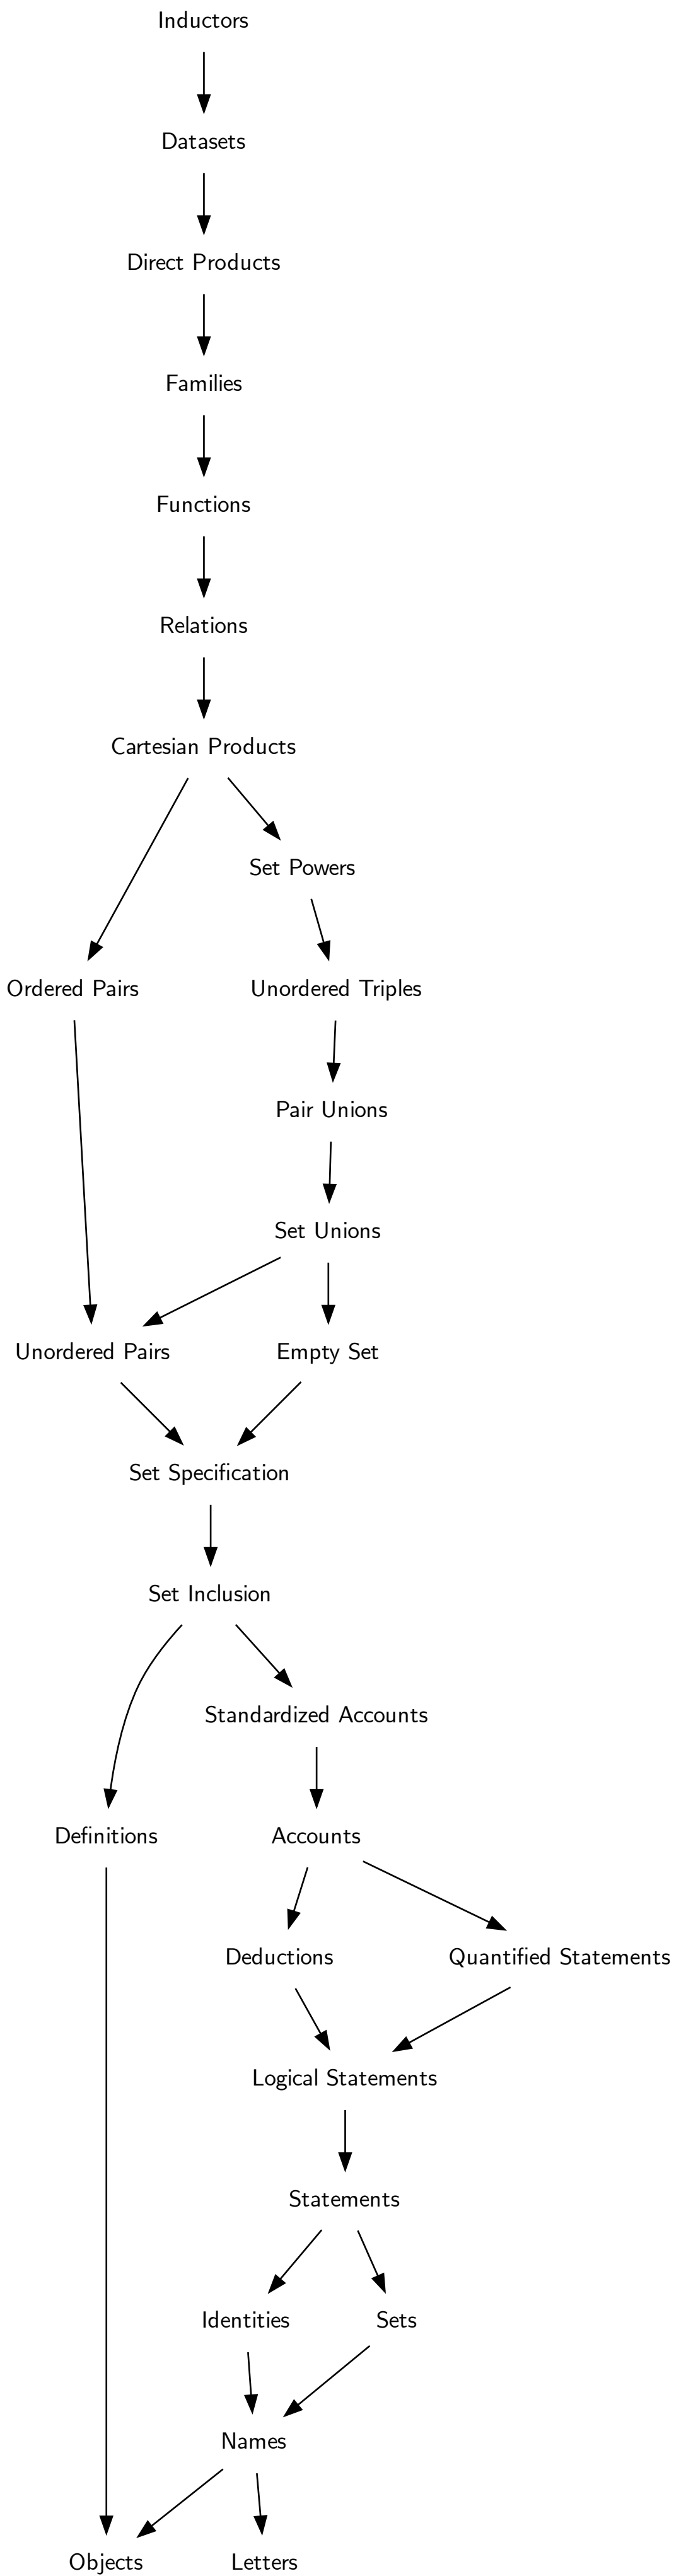 Inductors
Datasets
Direct Products
Families
Functions
Relations
Cartesian Products
Set Powers
Ordered Pairs
Unordered Triples
Pair Unions
Set Unions
Unordered Pairs
Empty Set
Set Specification
Set Inclusion
Standardized Accounts
Definitions
Accounts
Deductions
Quantified Statements
Logical Statements
Statements
Identities
Sets
Names
Objects
Letters